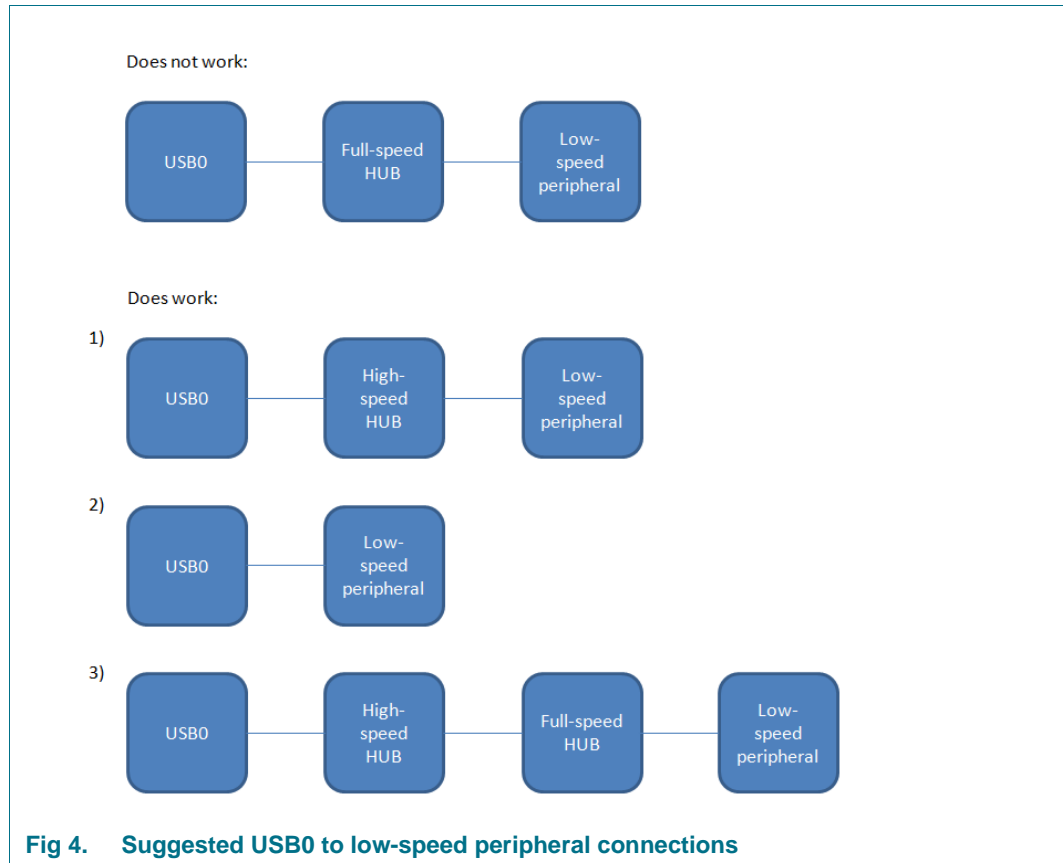 Does not work:
USB0
Full-speed
HUB
Low-
speed
peripheral
Does work:
1)
USB0
High-
speed
HUB
Low-
speed
peripheral
2)
USB0
Low-
speed
peripheral
3)
USB0
High-
speed
HUB
Full-speed
HUB
Low-
speed
peripheral
Fig 4. Suggested USB0 to low-speed peripheral connections